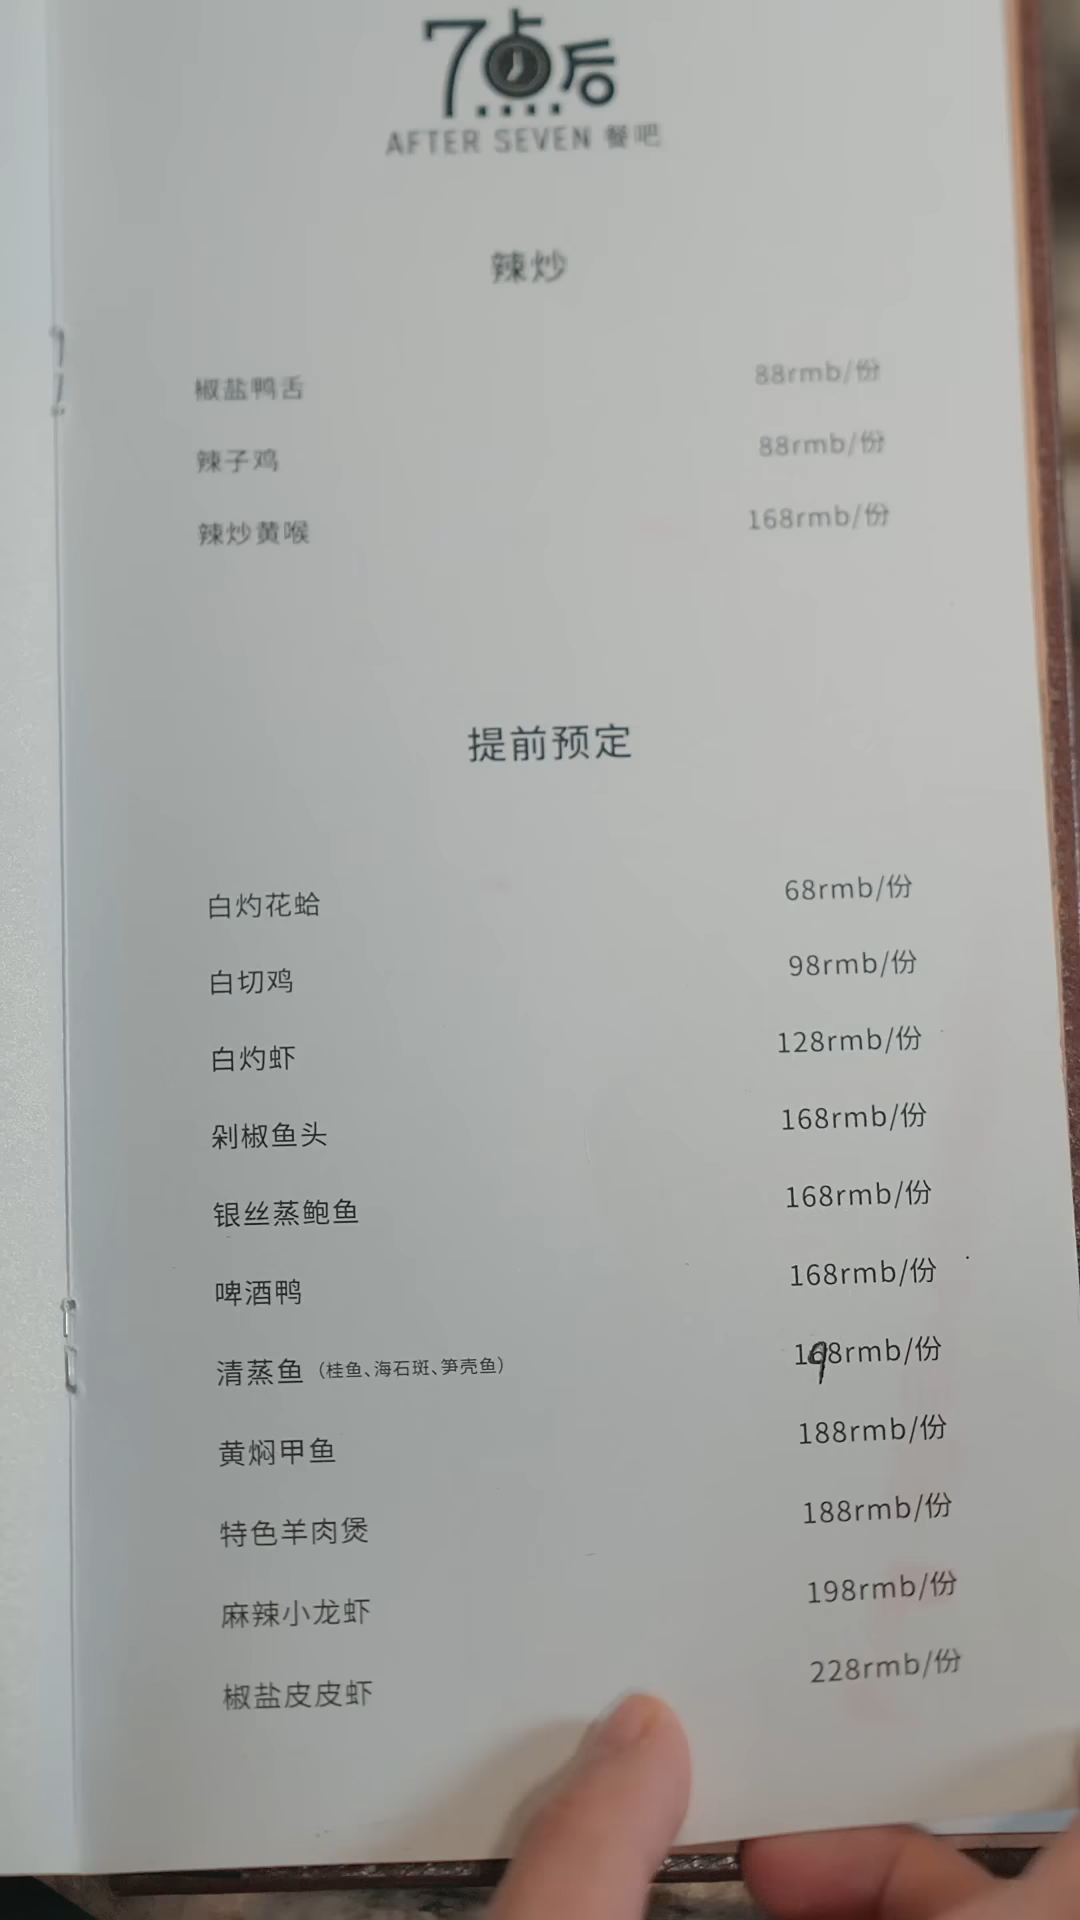 7点后
AFTER SEVEN 餐吧
辣炒
椒盐鸭舌 88rmb/份
辣子鸡 88rmb/份
辣炒黄喉 168rmb/份
提前预定
白灼花蛤 68rmb/份
白切鸡 98rmb/份
白灼虾 128rmb/份
剁椒鱼头 168rmb/份
银丝蒸鲍鱼 168rmb/份
啤酒鸭 168rmb/份
清蒸鱼（桂鱼、海石斑、笋壳鱼） 198rmb/份
黄焖甲鱼 188rmb/份
特色羊肉煲 188rmb/份
麻辣小龙虾 198rmb/份
椒盐皮皮虾 228rmb/份